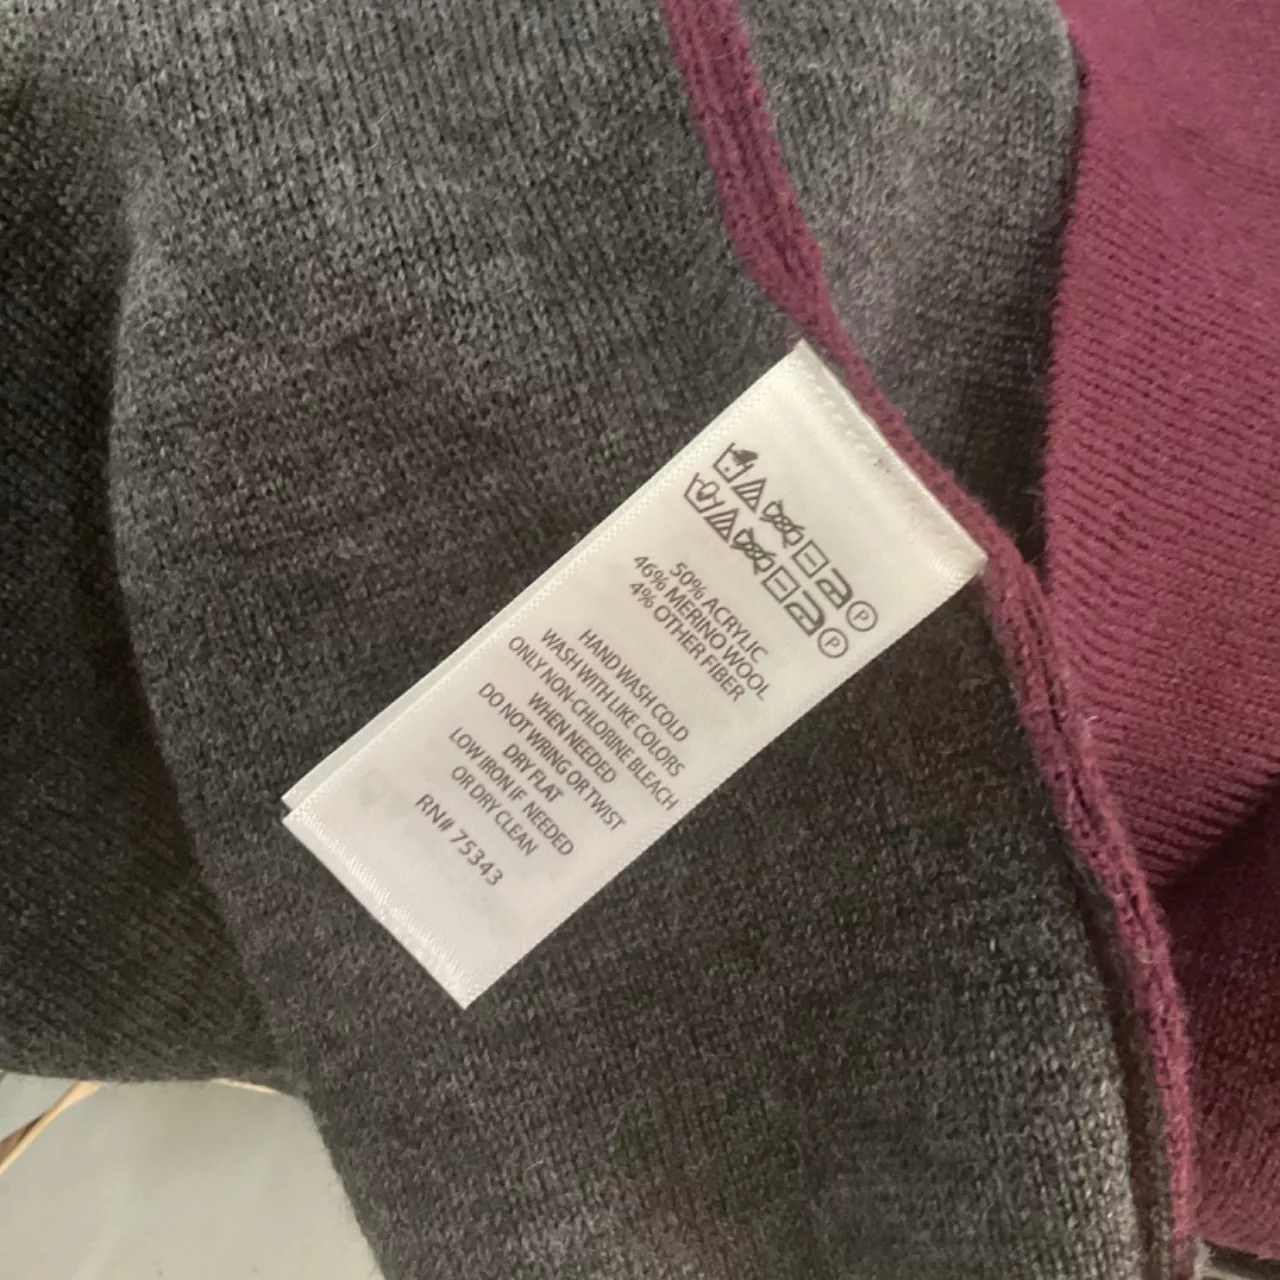 P
P
50% ACRYLIC
46% MERINO WOOL
4% OTHER FIBER
HAND WASH COLD
WASH WITH LIKE COLORS
ONLY NON-CHLORINE BLEACH
WHEN NEEDED
DO NOT WRING OR TWIST
DRY FLAT
LOW IRON IF NEEDED
OR DRY CLEAN
RN# 75343